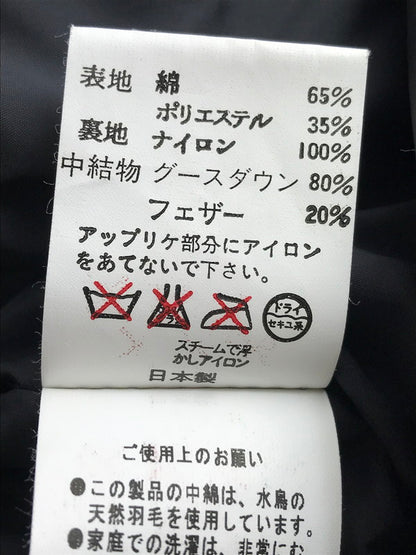 表地 綿 65%
ポリエステル 35%
裏地 ナイロン 100%
中結物 グースダウン 80%
フェザー 20%
アップリケ部分にアイロン
をあてないで下さい。
ドライ
セキユ系
スチームで浮
かしアイロン
日本製
ご使用上のお願い
●この製品の中綿は、水鳥の
天然羽毛を使用しています。
●家庭での洗濯は、非常にむ